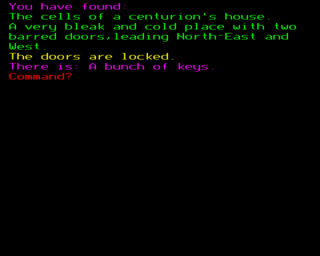 You have found:
The cells of a centurion's house.
A very bleak and cold place with two
barred doors,leading North-East and
West.
The doors are locked.
There is: A bunch of keys.
Command?